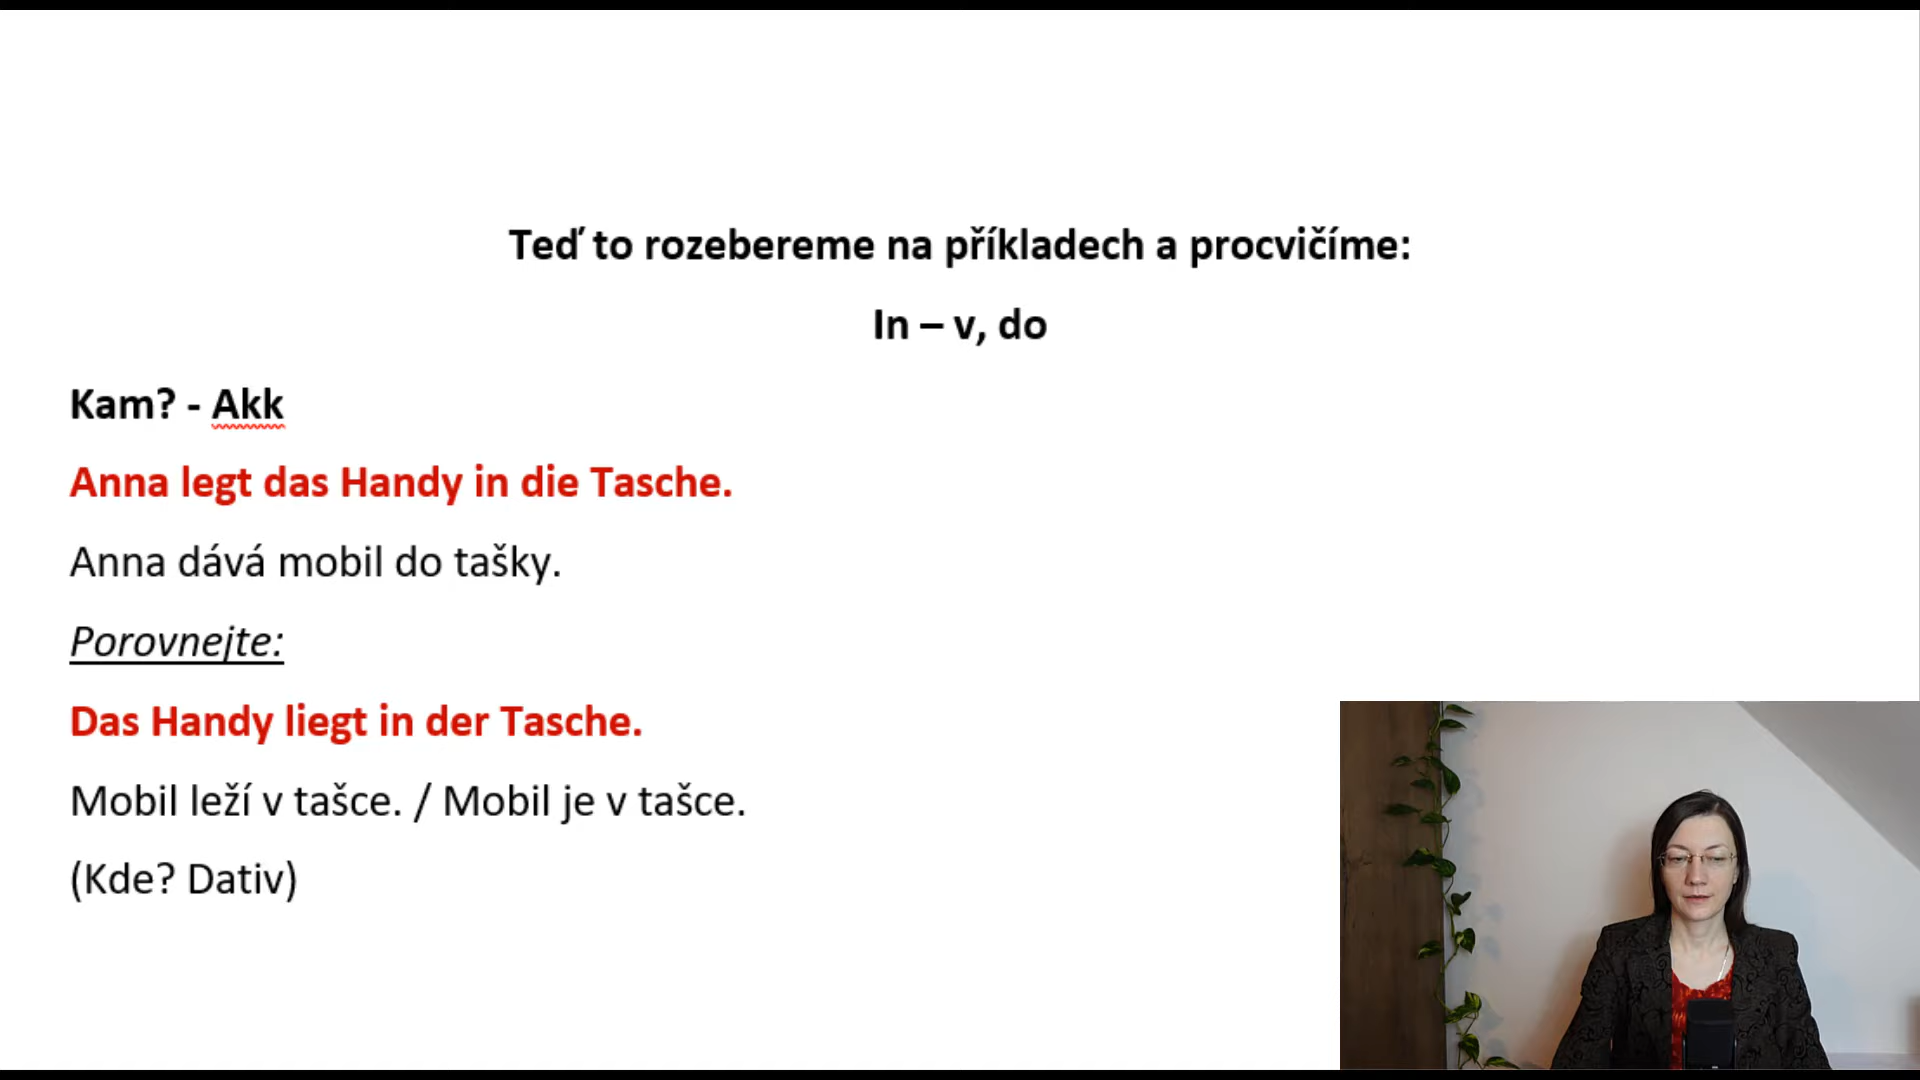 Teď to rozebereme na příkladech a procvičíme:
In – v, do
Kam? - Akk
Anna legt das Handy in die Tasche.
Anna dává mobil do tašky.
Porovnejte:
Das Handy liegt in der Tasche.
Mobil leží v tašce. / Mobil je v tašce.
(Kde? Dativ)